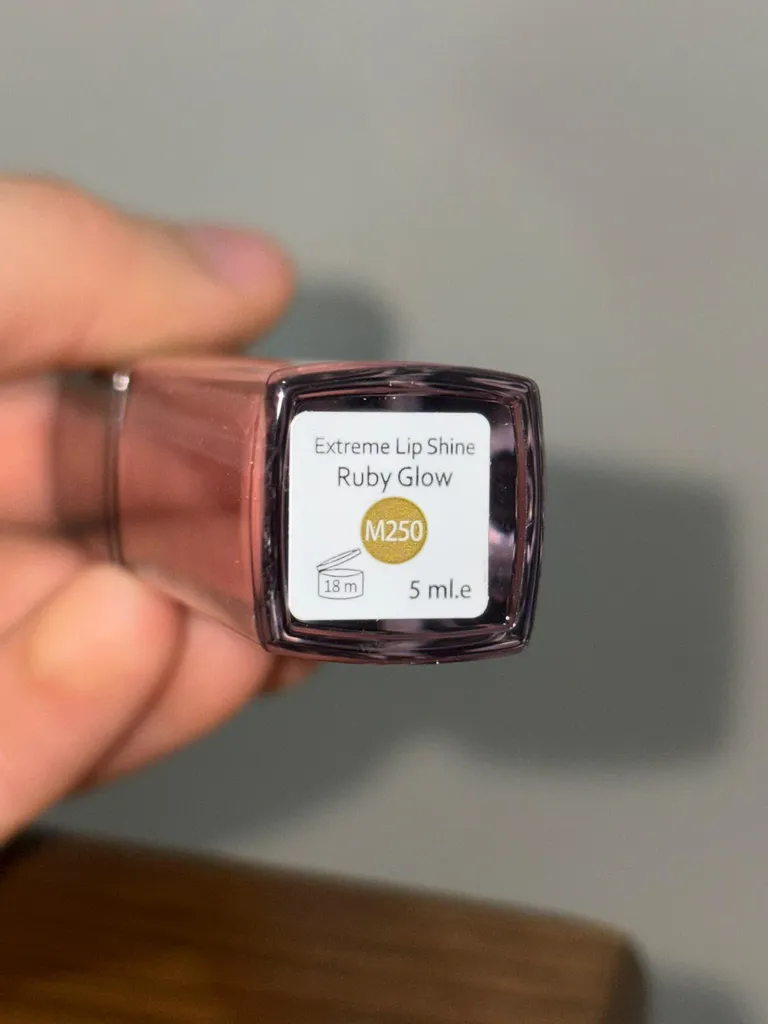 Extreme Lip Shine
Ruby Glow
M250
18 m
5 ml.e